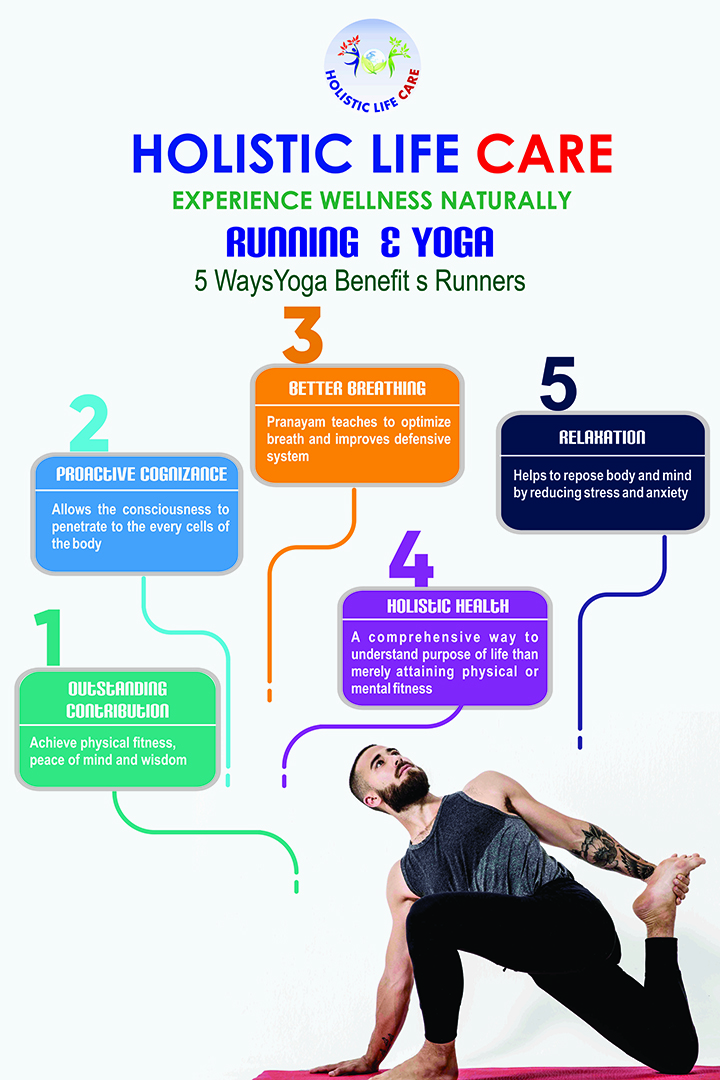 HOLISTIC LIFE CARE
HOLISTIC LIFE CARE
EXPERIENCE WELLNESS NATURALLY
RUNNING & YOGA
5 WaysYoga Benefit s Runners
1
OUTSTANDING
CONTRIBUTION
Achieve physical fitness,
peace of mind and wisdom
2
PROACTIVE COGNIZANCE
Allows the consciousness to
penetrate to the every cells of
the body
3
BETTER BREATHING
Pranayam teaches to optimize
breath and improves defensive
system
4
HOLISTIC HEALTH
A comprehensive way to
understand purpose of life than
merely attaining physical or
mental fitness
5
RELAXATION
Helps to repose body and mind
by reducing stress and anxiety